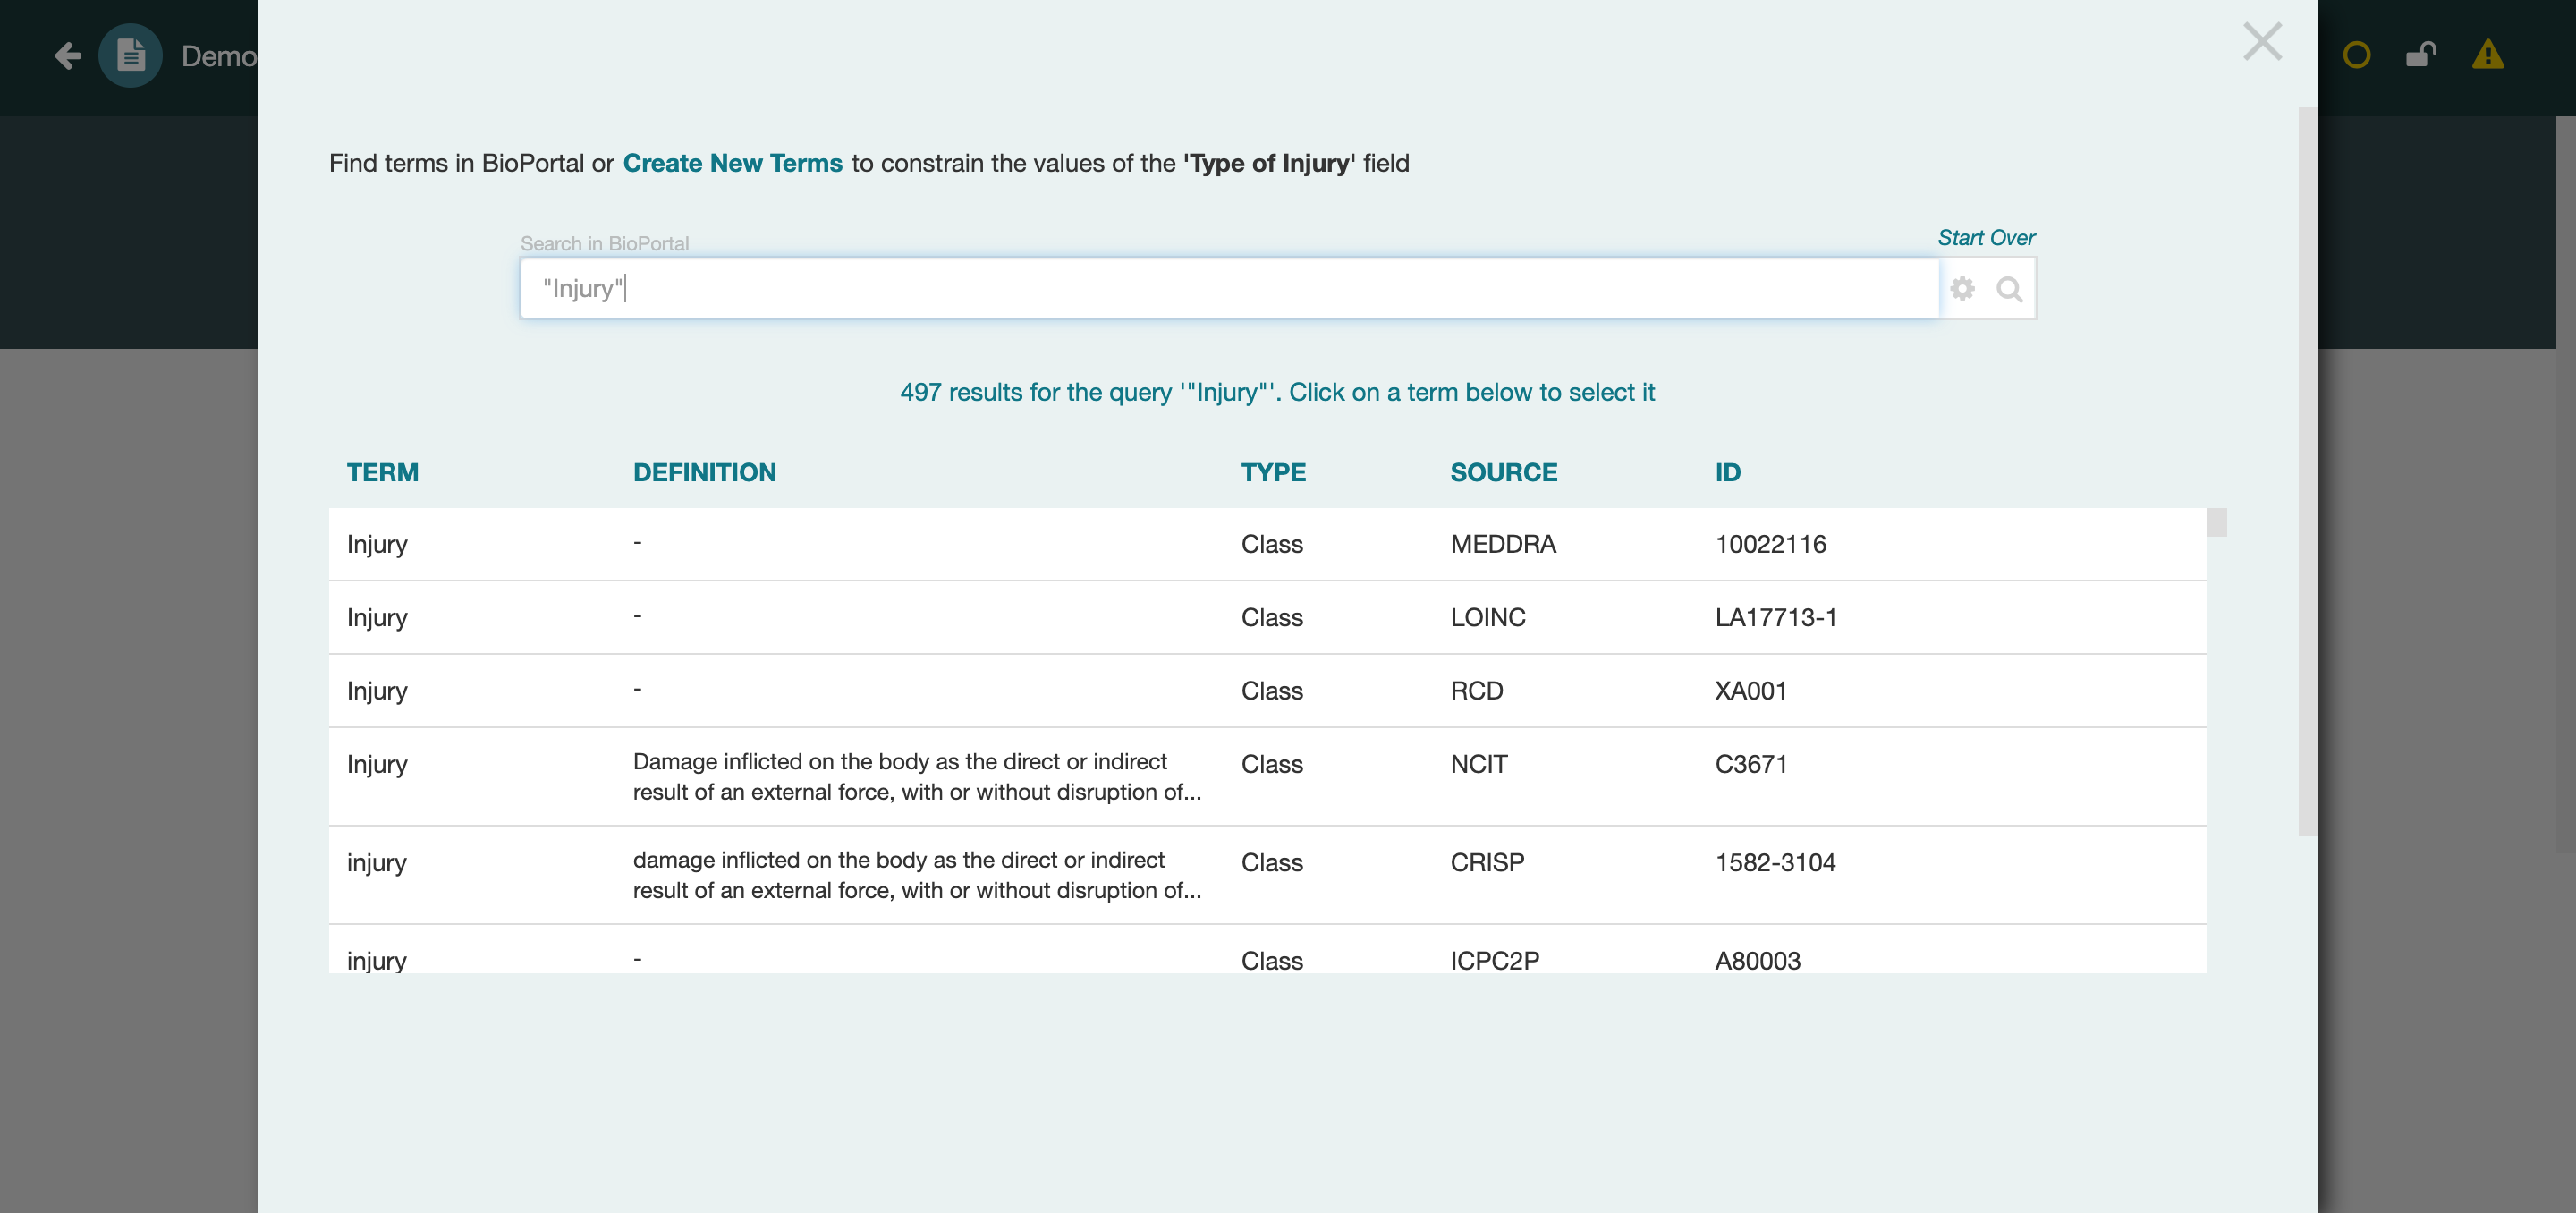 Demo
Find terms in BioPortal or Create New Terms to constrain the values of the 'Type of Injury' field
Search in BioPortal
Start Over
"Injury"
497 results for the query '"Injury"'. Click on a term below to select it
TERM DEFINITION TYPE SOURCE ID
Injury - Class MEDDRA 10022116
Injury - Class LOINC LA17713-1
Injury - Class RCD XA001
Injury Damage inflicted on the body as the direct or indirect Class NCIT C3671
result of an external force, with or without disruption of...
injury damage inflicted on the body as the direct or indirect Class CRISP 1582-3104
result of an external force, with or without disruption of...
injury - Class ICPC2P A80003